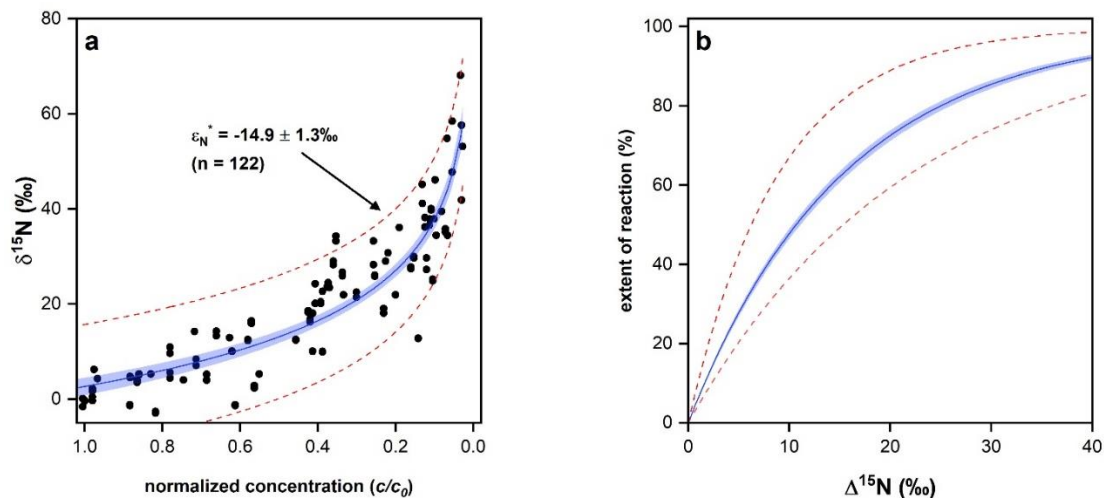 a
80
60
40
20
0
δ¹⁵N (‰)
εN* = -14.9 ± 1.3‰
(n = 122)
1.0 0.8 0.6 0.4 0.2 0.0
normalized concentration (c/c₀)
b
100
80
60
40
20
0
extent of reaction (%)
0 10 20 30 40
Δ¹⁵N (‰)